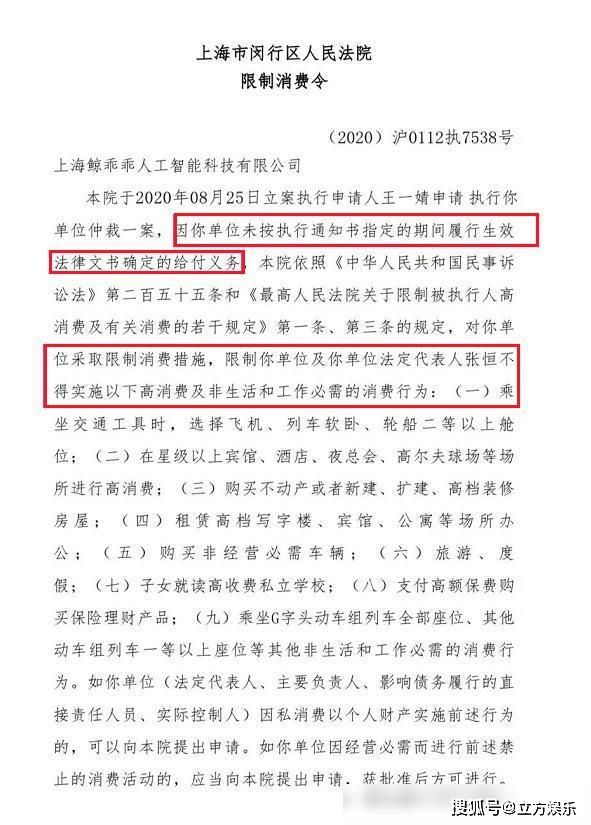 上海市闵行区人民法院
限制消费令
（2020）沪0112执7538号
上海鲸乖乖人工智能科技有限公司
本院于2020年08月25日立案执行申请人王一婧申请 执行你
单位仲裁一案，因你单位未按执行通知书指定的期间履行生效
法律文书确定的给付义务，本院依照《中华人民共和国民事诉
讼法》第二百五十五条和《最高人民法院关于限制被执行人高
消费及有关消费的若干规定》第一条、第三条的规定，对你单
位采取限制消费措施，限制你单位及你单位法定代表人张恒不
得实施以下高消费及非生活和工作必需的消费行为：（一）乘
坐交通工具时，选择飞机、列车软卧、轮船二等以上舱
位；（二）在星级以上宾馆、酒店、夜总会、高尔夫球场等场
所进行高消费；（三）购买不动产或者新建、扩建、高档装修
房屋；（四）租赁高档写字楼、宾馆、公寓等场所办
公；（五）购买非经营必需车辆；（六）旅游、度
假；（七）子女就读高收费私立学校；（八）支付高额保费购
买保险理财产品；（九）乘坐G字头动车组列车全部座位、其他
动车组列车一等以上座位等其他非生活和工作必需的消费行
为。如你单位（法定代表人、主要负责人、影响债务履行的直
接责任人员、实际控制人）因私消费以个人财产实施前述行为
的，可以向本院提出申请。如你单位因经营必需而进行前述禁
止的消费活动的，应当向本院提出申请，获批准后方可进行。
搜狐号@立方娱乐